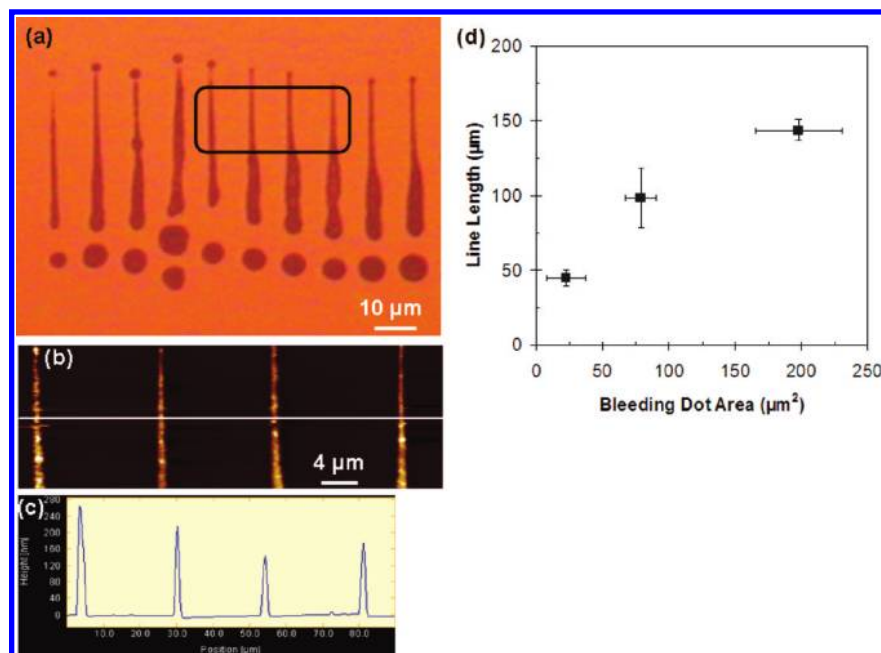 (a)
10 µm
(b)
4 µm
(c)
Height [nm]
280
240
200
160
120
80
40
0
10.0 20.0 30.0 40.0 50.0 60.0 70.0 80.0
Position [µm]
(d)
Line Length (µm)
200
150
100
50
0
0 50 100 150 200 250
Bleeding Dot Area (µm²)